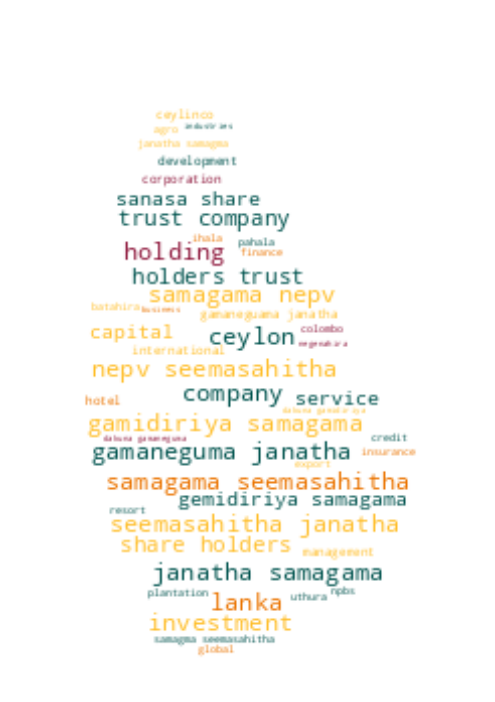 ceylinco
agro industries
janatha samagma
development
corporation
sanasa share
trust company
ihala pahala
holding finance
holders trust
samagama nepv
batahira business
gamaneguama janatha
capital ceylon colombo
negenahira
international
nepv seemasahitha
company service
hotel
dakuna gamidiriya
gamidiriya samagama
dakuna gamaneguma credit
gamaneguma janatha insurance
export
samagama seemasahitha
gemidiriya samagama
resort
seemasahitha janatha
share holders management
janatha samagama
plantation lanka uthura npbs
investment
samagma seemasahitha
global